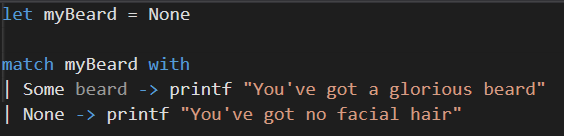 let myBeard = None
match myBeard with
| Some beard -> printf "You've got a glorious beard"
| None -> printf "You've got no facial hair"